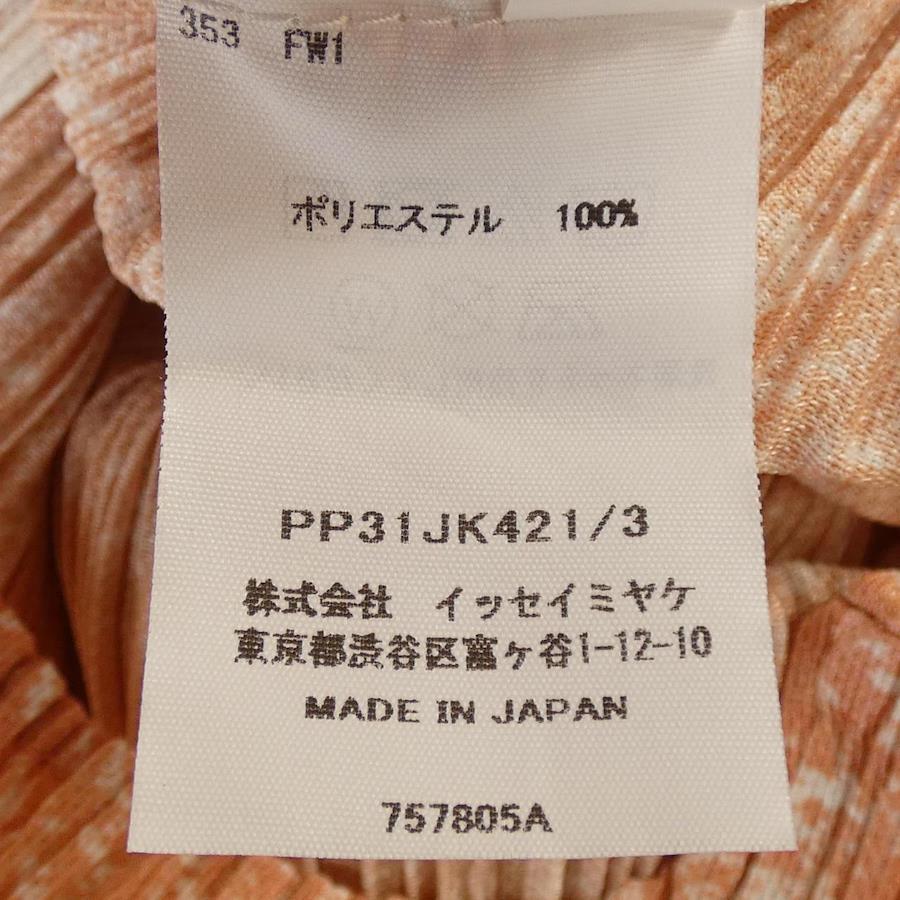 353 FW1
ポリエステル 100%
PP31JK421/3
株式会社 イッセイミヤケ
東京都渋谷区富ヶ谷1-12-10
MADE IN JAPAN
757805A